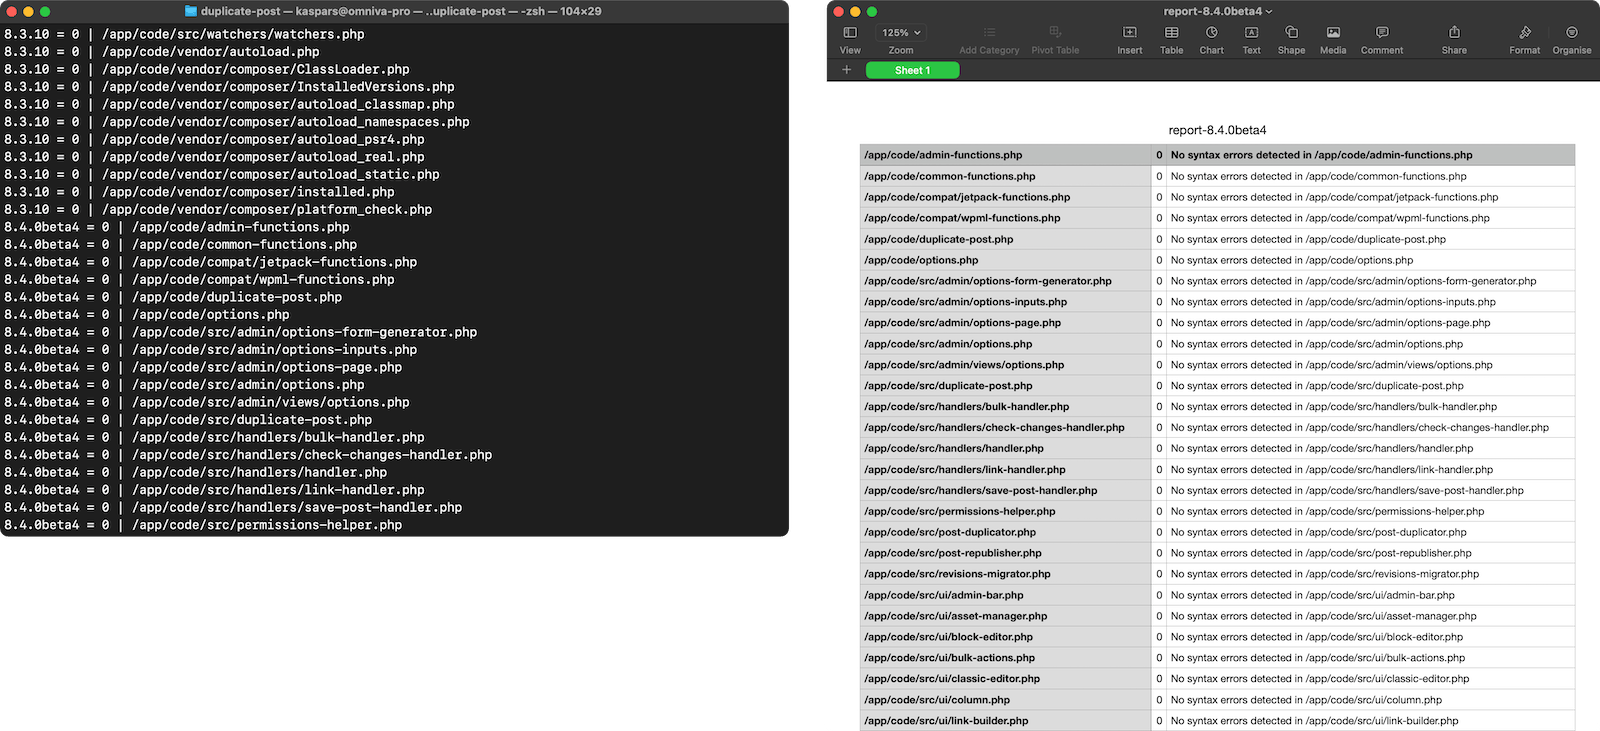 duplicate-post — kaspars@omniva-pro — ..uplicate-post — -zsh — 104×29
8.3.10 = 0 | /app/code/src/watchers/watchers.php
8.3.10 = 0 | /app/code/vendor/autoload.php
8.3.10 = 0 | /app/code/vendor/composer/ClassLoader.php
8.3.10 = 0 | /app/code/vendor/composer/InstalledVersions.php
8.3.10 = 0 | /app/code/vendor/composer/autoload_classmap.php
8.3.10 = 0 | /app/code/vendor/composer/autoload_namespaces.php
8.3.10 = 0 | /app/code/vendor/composer/autoload_psr4.php
8.3.10 = 0 | /app/code/vendor/composer/autoload_real.php
8.3.10 = 0 | /app/code/vendor/composer/autoload_static.php
8.3.10 = 0 | /app/code/vendor/composer/installed.php
8.3.10 = 0 | /app/code/vendor/composer/platform_check.php
8.4.0beta4 = 0 | /app/code/admin-functions.php
8.4.0beta4 = 0 | /app/code/common-functions.php
8.4.0beta4 = 0 | /app/code/compat/jetpack-functions.php
8.4.0beta4 = 0 | /app/code/compat/wpml-functions.php
8.4.0beta4 = 0 | /app/code/duplicate-post.php
8.4.0beta4 = 0 | /app/code/options.php
8.4.0beta4 = 0 | /app/code/src/admin/options-form-generator.php
8.4.0beta4 = 0 | /app/code/src/admin/options-inputs.php
8.4.0beta4 = 0 | /app/code/src/admin/options-page.php
8.4.0beta4 = 0 | /app/code/src/admin/options.php
8.4.0beta4 = 0 | /app/code/src/admin/views/options.php
8.4.0beta4 = 0 | /app/code/src/duplicate-post.php
8.4.0beta4 = 0 | /app/code/src/handlers/bulk-handler.php
8.4.0beta4 = 0 | /app/code/src/handlers/check-changes-handler.php
8.4.0beta4 = 0 | /app/code/src/handlers/handler.php
8.4.0beta4 = 0 | /app/code/src/handlers/link-handler.php
8.4.0beta4 = 0 | /app/code/src/handlers/save-post-handler.php
8.4.0beta4 = 0 | /app/code/src/permissions-helper.php
report-8.4.0beta4
125%
View Zoom Add Category Pivot Table Insert Table Chart Text Shape Media Comment Share Format Organise
+ Sheet 1
report-8.4.0beta4
/app/code/admin-functions.php 0 No syntax errors detected in /app/code/admin-functions.php
/app/code/common-functions.php 0 No syntax errors detected in /app/code/common-functions.php
/app/code/compat/jetpack-functions.php 0 No syntax errors detected in /app/code/compat/jetpack-functions.php
/app/code/compat/wpml-functions.php 0 No syntax errors detected in /app/code/compat/wpml-functions.php
/app/code/duplicate-post.php 0 No syntax errors detected in /app/code/duplicate-post.php
/app/code/options.php 0 No syntax errors detected in /app/code/options.php
/app/code/src/admin/options-form-generator.php 0 No syntax errors detected in /app/code/src/admin/options-form-generator.php
/app/code/src/admin/options-inputs.php 0 No syntax errors detected in /app/code/src/admin/options-inputs.php
/app/code/src/admin/options-page.php 0 No syntax errors detected in /app/code/src/admin/options-page.php
/app/code/src/admin/options.php 0 No syntax errors detected in /app/code/src/admin/options.php
/app/code/src/admin/views/options.php 0 No syntax errors detected in /app/code/src/admin/views/options.php
/app/code/src/duplicate-post.php 0 No syntax errors detected in /app/code/src/duplicate-post.php
/app/code/src/handlers/bulk-handler.php 0 No syntax errors detected in /app/code/src/handlers/bulk-handler.php
/app/code/src/handlers/check-changes-handler.php 0 No syntax errors detected in /app/code/src/handlers/check-changes-handler.php
/app/code/src/handlers/handler.php 0 No syntax errors detected in /app/code/src/handlers/handler.php
/app/code/src/handlers/link-handler.php 0 No syntax errors detected in /app/code/src/handlers/link-handler.php
/app/code/src/handlers/save-post-handler.php 0 No syntax errors detected in /app/code/src/handlers/save-post-handler.php
/app/code/src/permissions-helper.php 0 No syntax errors detected in /app/code/src/permissions-helper.php
/app/code/src/post-duplicator.php 0 No syntax errors detected in /app/code/src/post-duplicator.php
/app/code/src/post-republisher.php 0 No syntax errors detected in /app/code/src/post-republisher.php
/app/code/src/revisions-migrator.php 0 No syntax errors detected in /app/code/src/revisions-migrator.php
/app/code/src/ui/admin-bar.php 0 No syntax errors detected in /app/code/src/ui/admin-bar.php
/app/code/src/ui/asset-manager.php 0 No syntax errors detected in /app/code/src/ui/asset-manager.php
/app/code/src/ui/block-editor.php 0 No syntax errors detected in /app/code/src/ui/block-editor.php
/app/code/src/ui/bulk-actions.php 0 No syntax errors detected in /app/code/src/ui/bulk-actions.php
/app/code/src/ui/classic-editor.php 0 No syntax errors detected in /app/code/src/ui/classic-editor.php
/app/code/src/ui/column.php 0 No syntax errors detected in /app/code/src/ui/column.php
/app/code/src/ui/link-builder.php 0 No syntax errors detected in /app/code/src/ui/link-builder.php